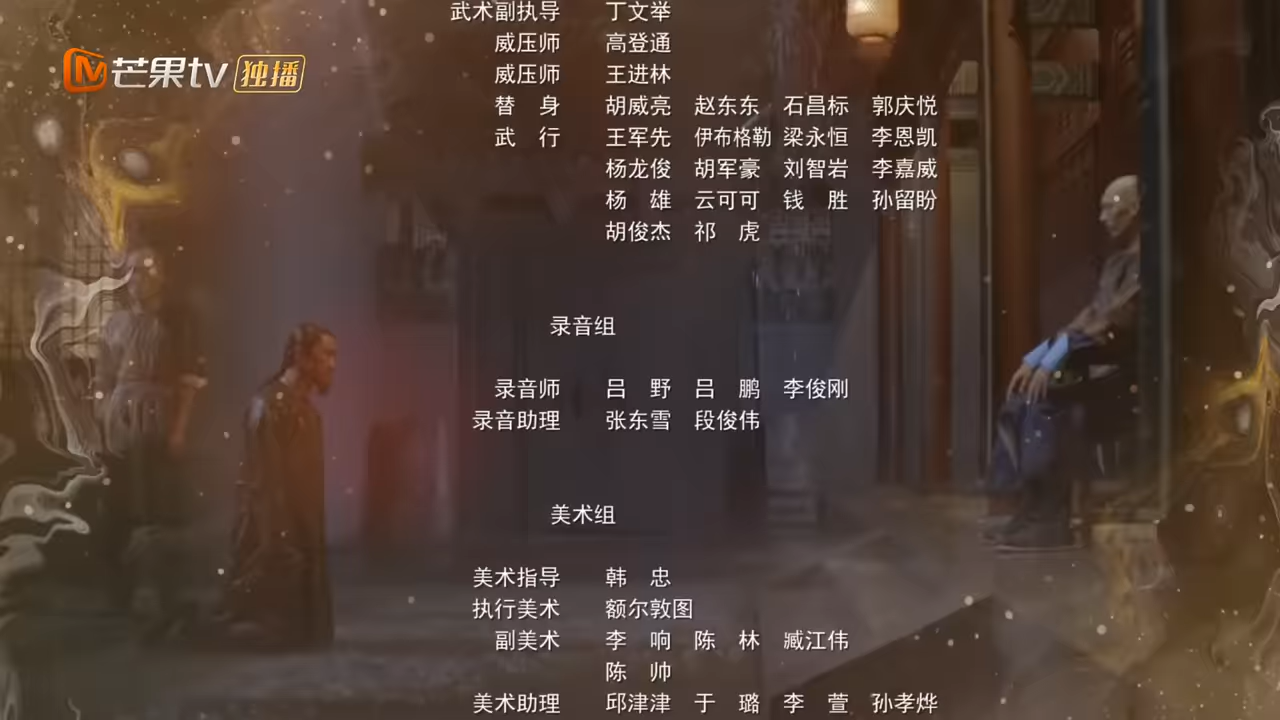 武术副执导 丁文举
芒果tv 独播
威压师 高登通
威压师 王进林
替 身 胡威亮 赵东东 石昌标 郭庆悦
武 行 王军先 伊布格勒 梁永恒 李恩凯
杨龙俊 胡军豪 刘智岩 李嘉威
杨 雄 云可可 钱 胜 孙留盼
胡俊杰 祁 虎
录音组
录音师 吕 野 吕 鹏 李俊刚
录音助理 张东雪 段俊伟
美术组
美术指导 韩 忠
执行美术 额尔敦图
副美术 李 响 陈 林 臧江伟
陈 帅
美术助理 邱津津 于 璐 李 萱 孙孝烨